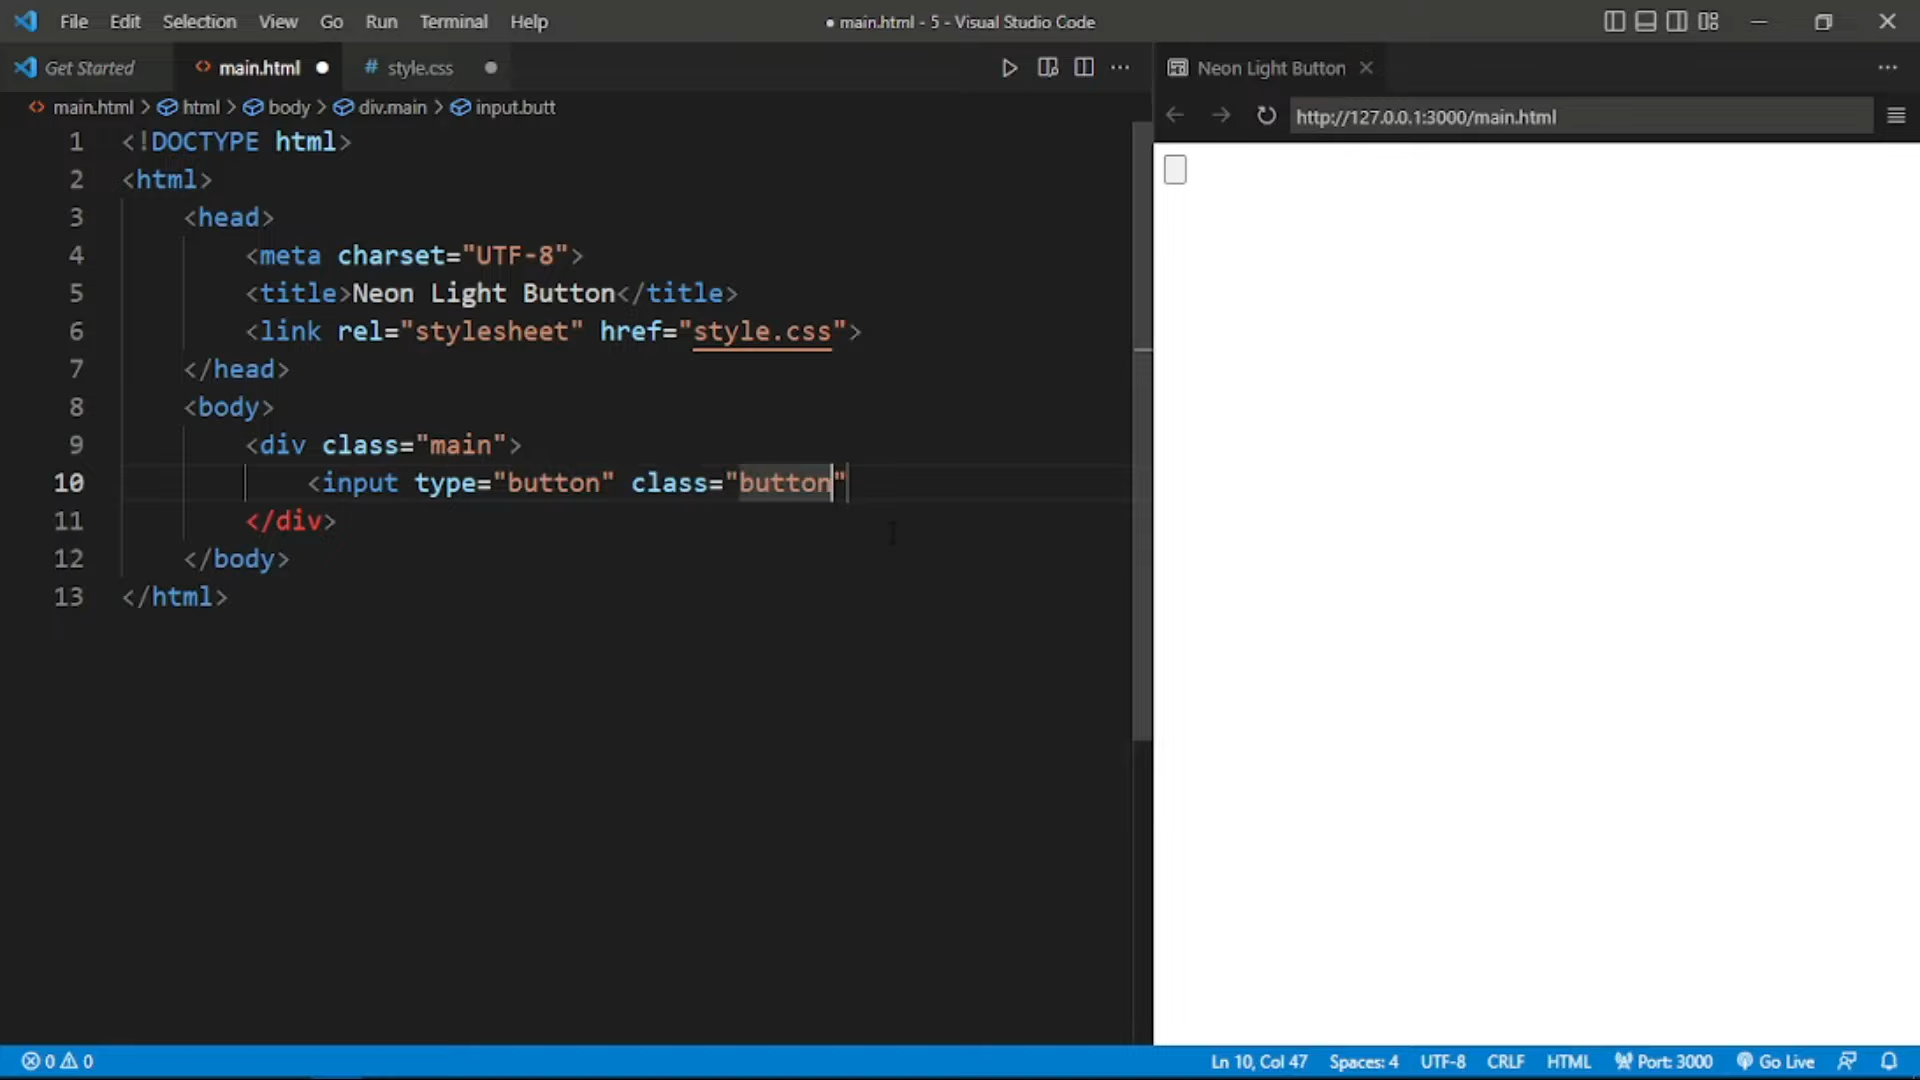 File Edit Selection View Go Run Terminal Help
● main.html - 5 - Visual Studio Code
Get Started
<> main.html ●
# style.css ●
Neon Light Button
<> main.html > html > body > div.main > input.butt
http://127.0.0.1:3000/main.html
1 <!DOCTYPE html>
2 <html>
3 <head>
4 <meta charset="UTF-8">
5 <title>Neon Light Button</title>
6 <link rel="stylesheet" href="style.css">
7 </head>
8 <body>
9 <div class="main">
10 <input type="button" class="button"
11 </div>
12 </body>
13 </html>
0 0
Ln 10, Col 47 Spaces: 4 UTF-8 CRLF HTML Port: 3000 Go Live